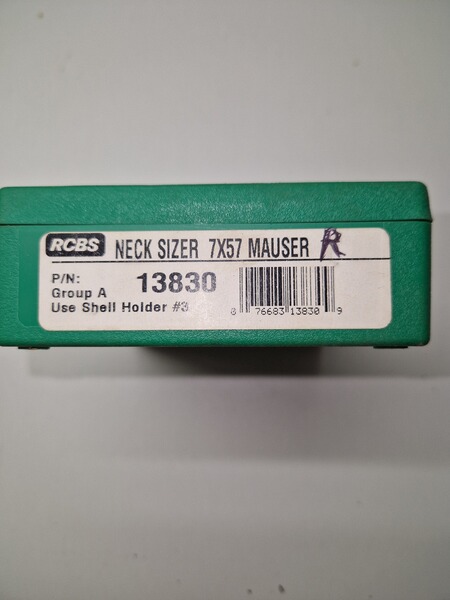 RCBS NECK SIZER 7X57 MAUSER R
P/N: 13830
Group A
Use Shell Holder #3
8 76683 13830 9